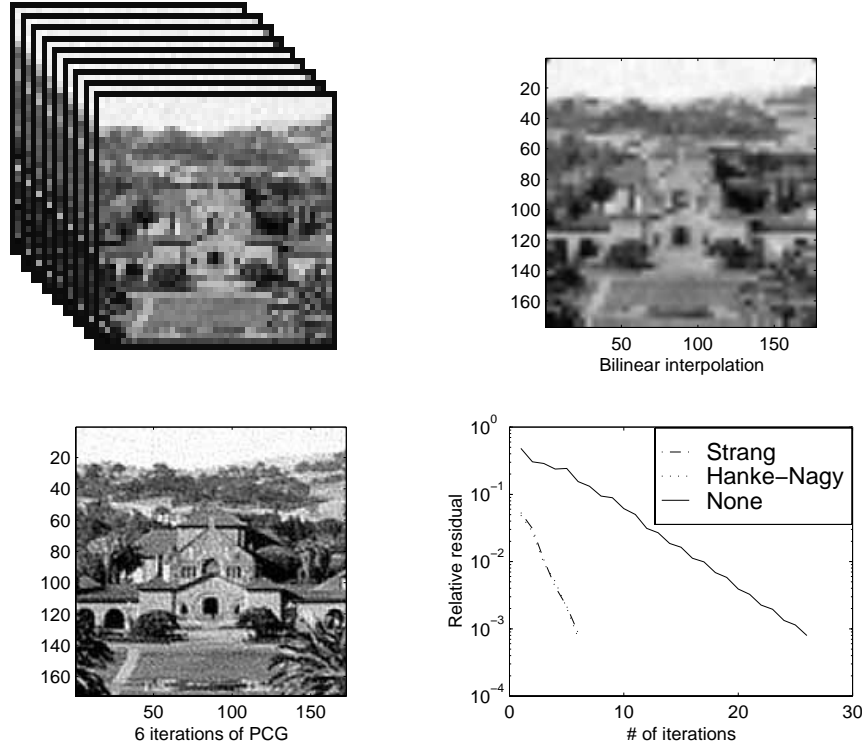 20
40
60
80
100
120
140
160
50 100 150
Bilinear interpolation
20
40
60
80
100
120
140
160
50 100 150
6 iterations of PCG
10^0
10^−1
10^−2
10^−3
10^−4
Relative residual
Strang
Hanke−Nagy
None
0 10 20 30
# of iterations